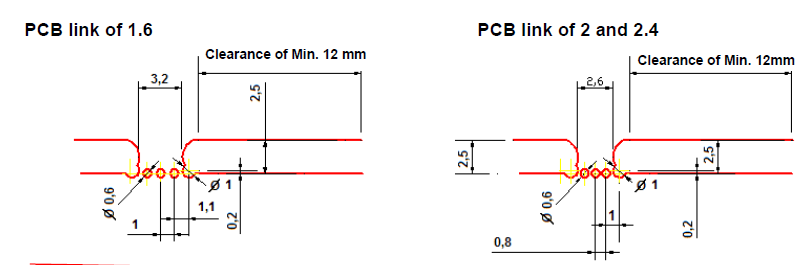 PCB link of 1.6
Clearance of Min. 12 mm
3,2
2,5
Ø 0,6
Ø 1
1,1
1
0,2
PCB link of 2 and 2.4
Clearance of Min. 12mm
2,6
2,5
2,5
Ø 0,6
Ø 1
1
0,8
0,2